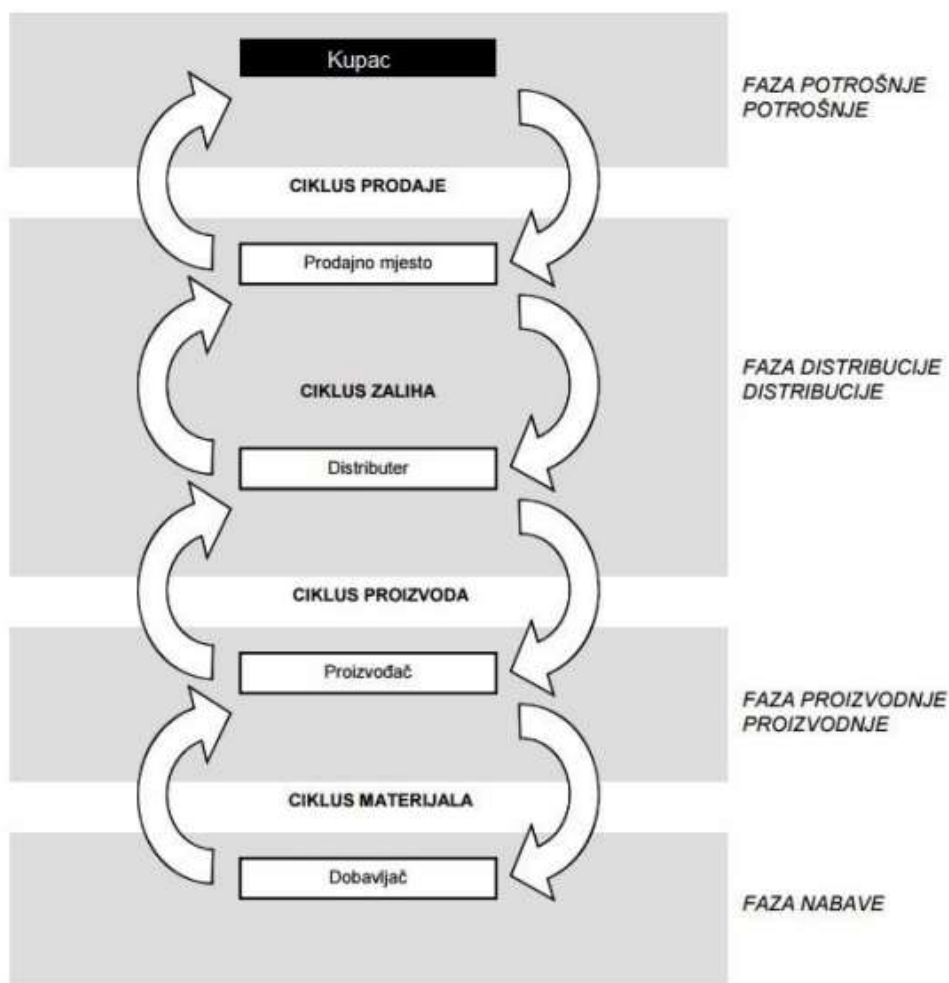 Kupac
FAZA POTROŠNJE
POTROŠNJE
CIKLUS PRODAJE
Prodajno mjesto
FAZA DISTRIBUCIJE
DISTRIBUCIJE
CIKLUS ZALIHA
Distributer
CIKLUS PROIZVODA
Proizvođač
FAZA PROIZVODNJE
PROIZVODNJE
CIKLUS MATERIJALA
Dobavljač
FAZA NABAVE